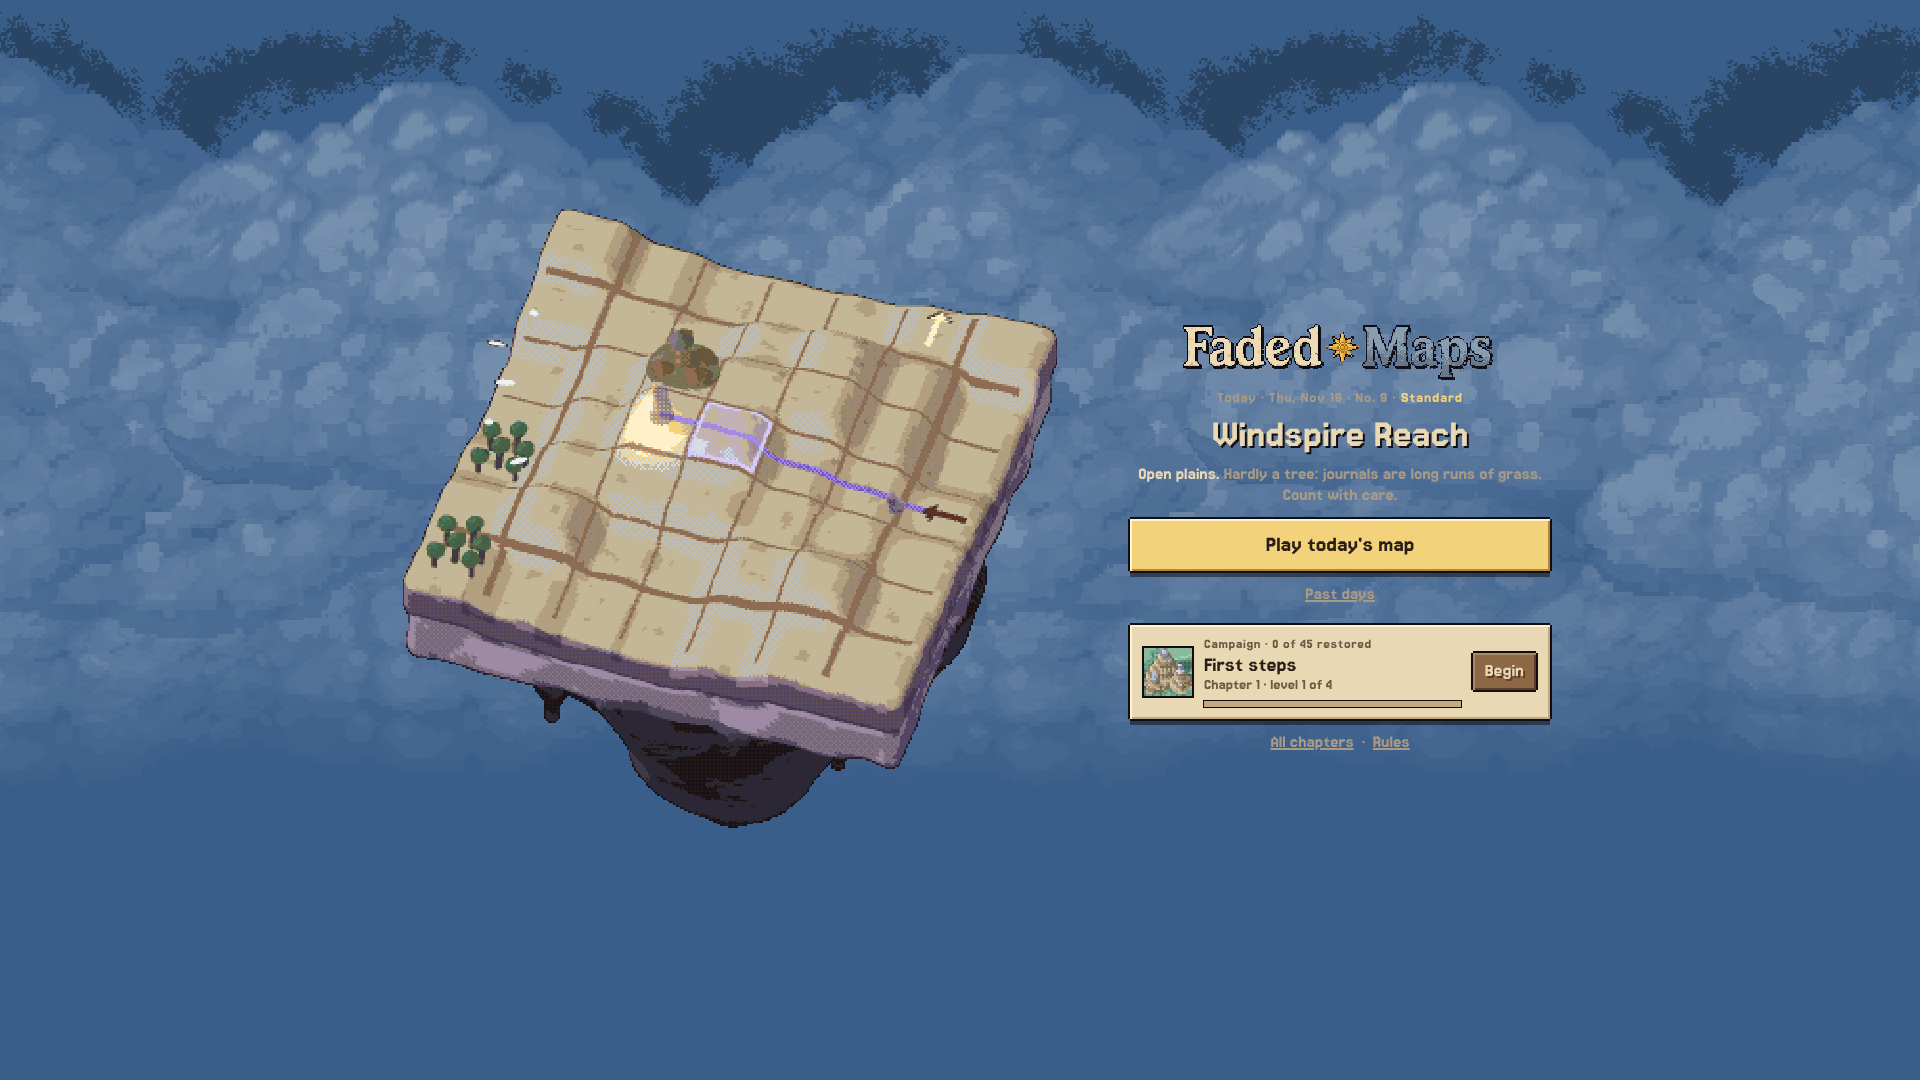 Faded Maps
Today · Thu, Nov 19 · No. 9 · Standard
Windspire Reach
Open plains. Hardly a tree: journals are long runs of grass.
Count with care.
Play today's map
Past days
Campaign · 0 of 45 restored
First steps
Chapter 1 · level 1 of 4
Begin
All chapters · Rules